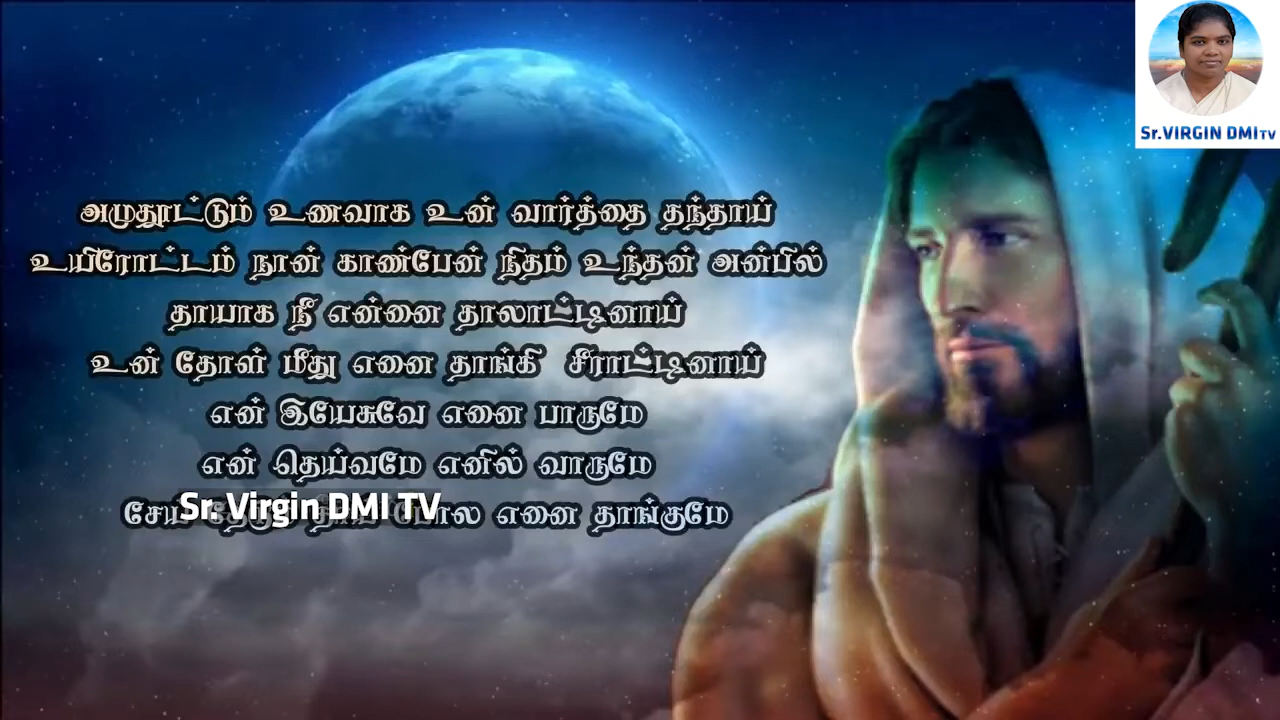 Sr.VIRGIN DMI TV
அமுதூட்டும் உணவாக உன் வார்த்தை தந்தாய்
உயிரோட்டம் நான் காண்பேன் நிதம் உந்தன் அன்பில்
தாயாக நீ என்னை தாலாட்டினாய்
உன் தோள் மீது எனை தாங்கி சீராட்டினாய்
என் இயேசுவே எனை பாருமே
என் தெய்வமே எனில் வாருமே
Sr. Virgin DMI TV
எனை தாங்குமே